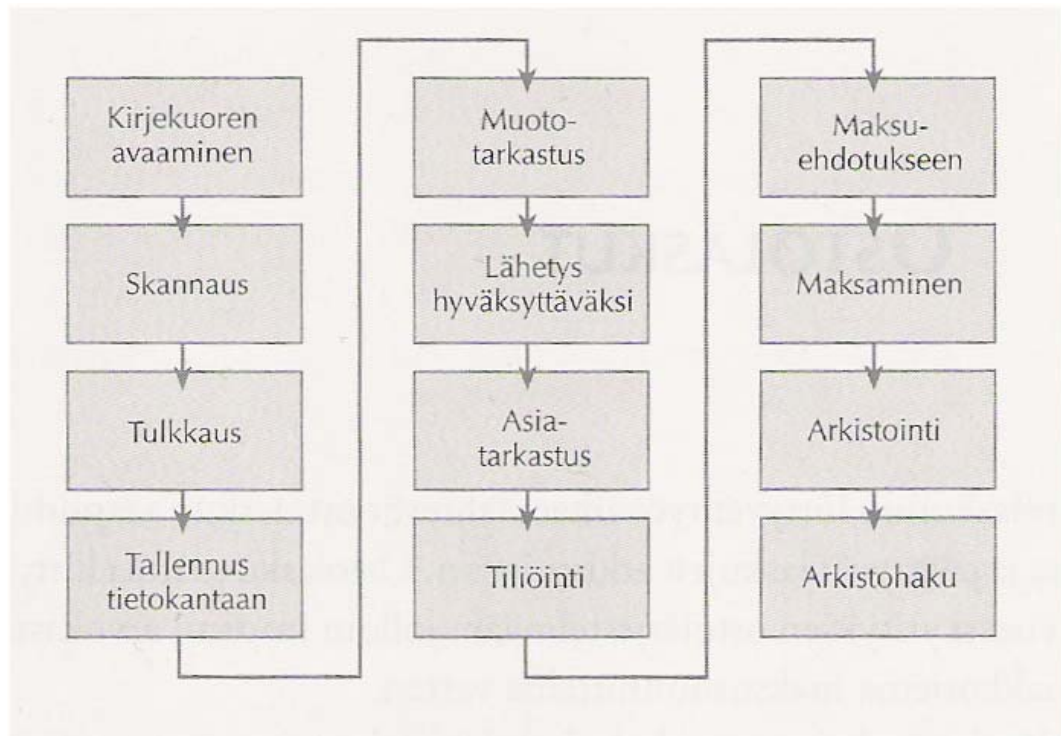 Kirjekuoren
avaaminen
Skannaus
Tulkkaus
Tallennus
tietokantaan
Muoto-
tarkastus
Lähetys
hyväksyttäväksi
Asia-
tarkastus
Tiliöinti
Maksu-
ehdotukseen
Maksaminen
Arkistointi
Arkistohaku